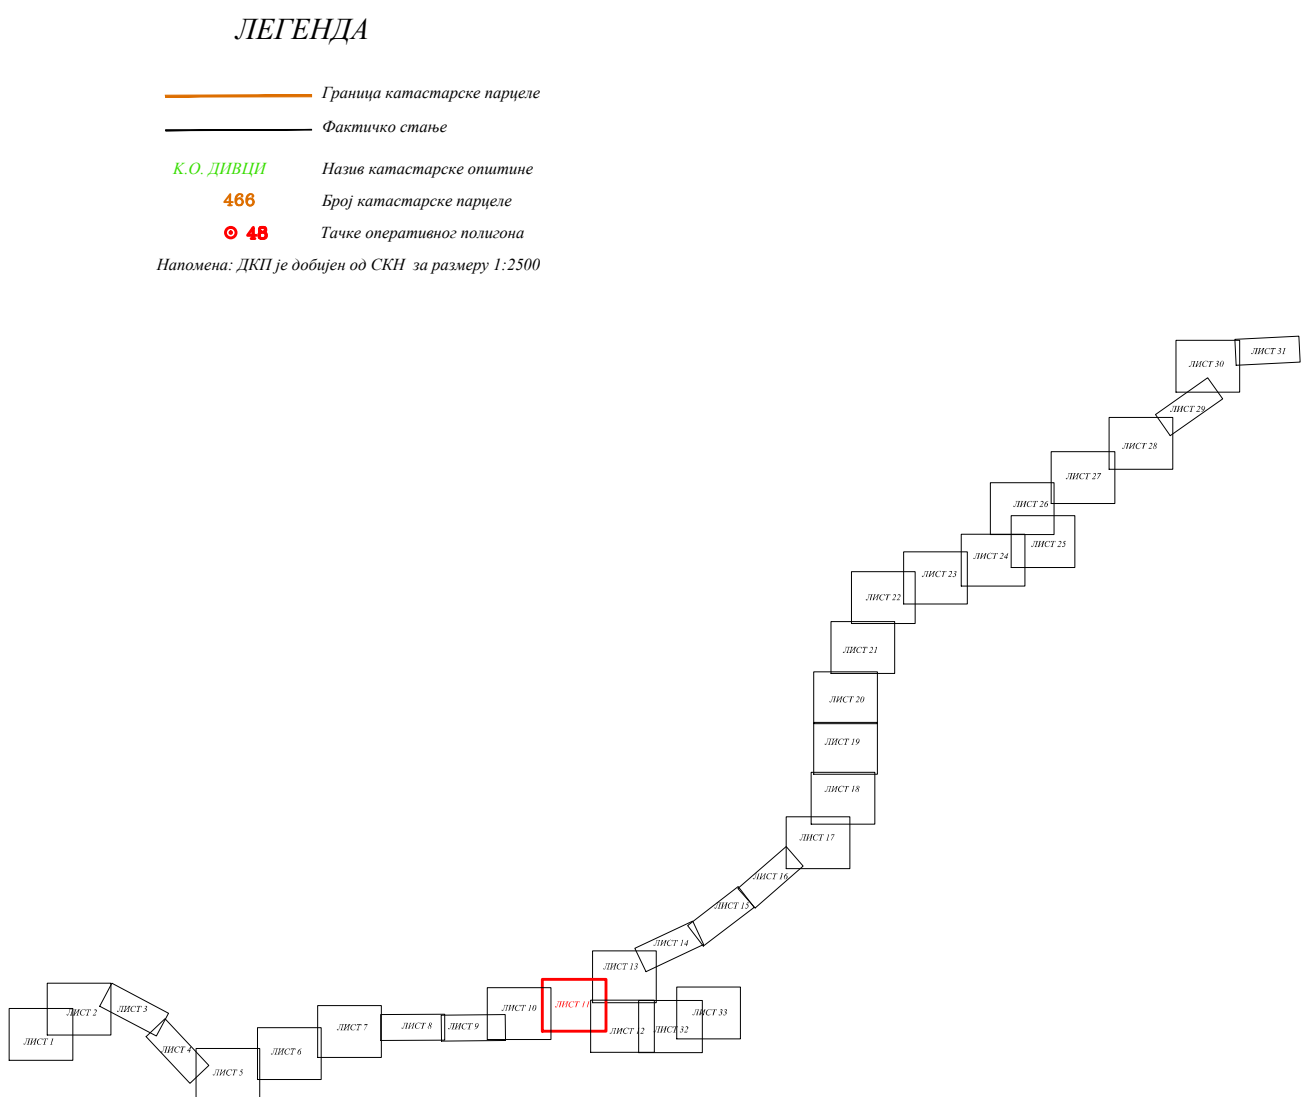 ЛЕГЕНДА
Граница катастарске парцеле
Фактичко стање
К.О. ДИВЦИ Назив катастарске општине
466 Број катастарске парцеле
48 Тачке оперативног полигона
Напомена: ДКП је добијен од СКН за размеру 1:2500
ЛИСТ 31
ЛИСТ 30
ЛИСТ 29
ЛИСТ 28
ЛИСТ 27
ЛИСТ 26
ЛИСТ 25
ЛИСТ 24
ЛИСТ 23
ЛИСТ 22
ЛИСТ 21
ЛИСТ 20
ЛИСТ 19
ЛИСТ 18
ЛИСТ 17
ЛИСТ 16
ЛИСТ 15
ЛИСТ 14
ЛИСТ 13
ЛИСТ 11
ЛИСТ 10
ЛИСТ 3
ЛИСТ 2
ЛИСТ 33
ЛИСТ 7
ЛИСТ 8
ЛИСТ 9
ЛИСТ 12
ЛИСТ 32
ЛИСТ 1
ЛИСТ 4
ЛИСТ 6
ЛИСТ 5